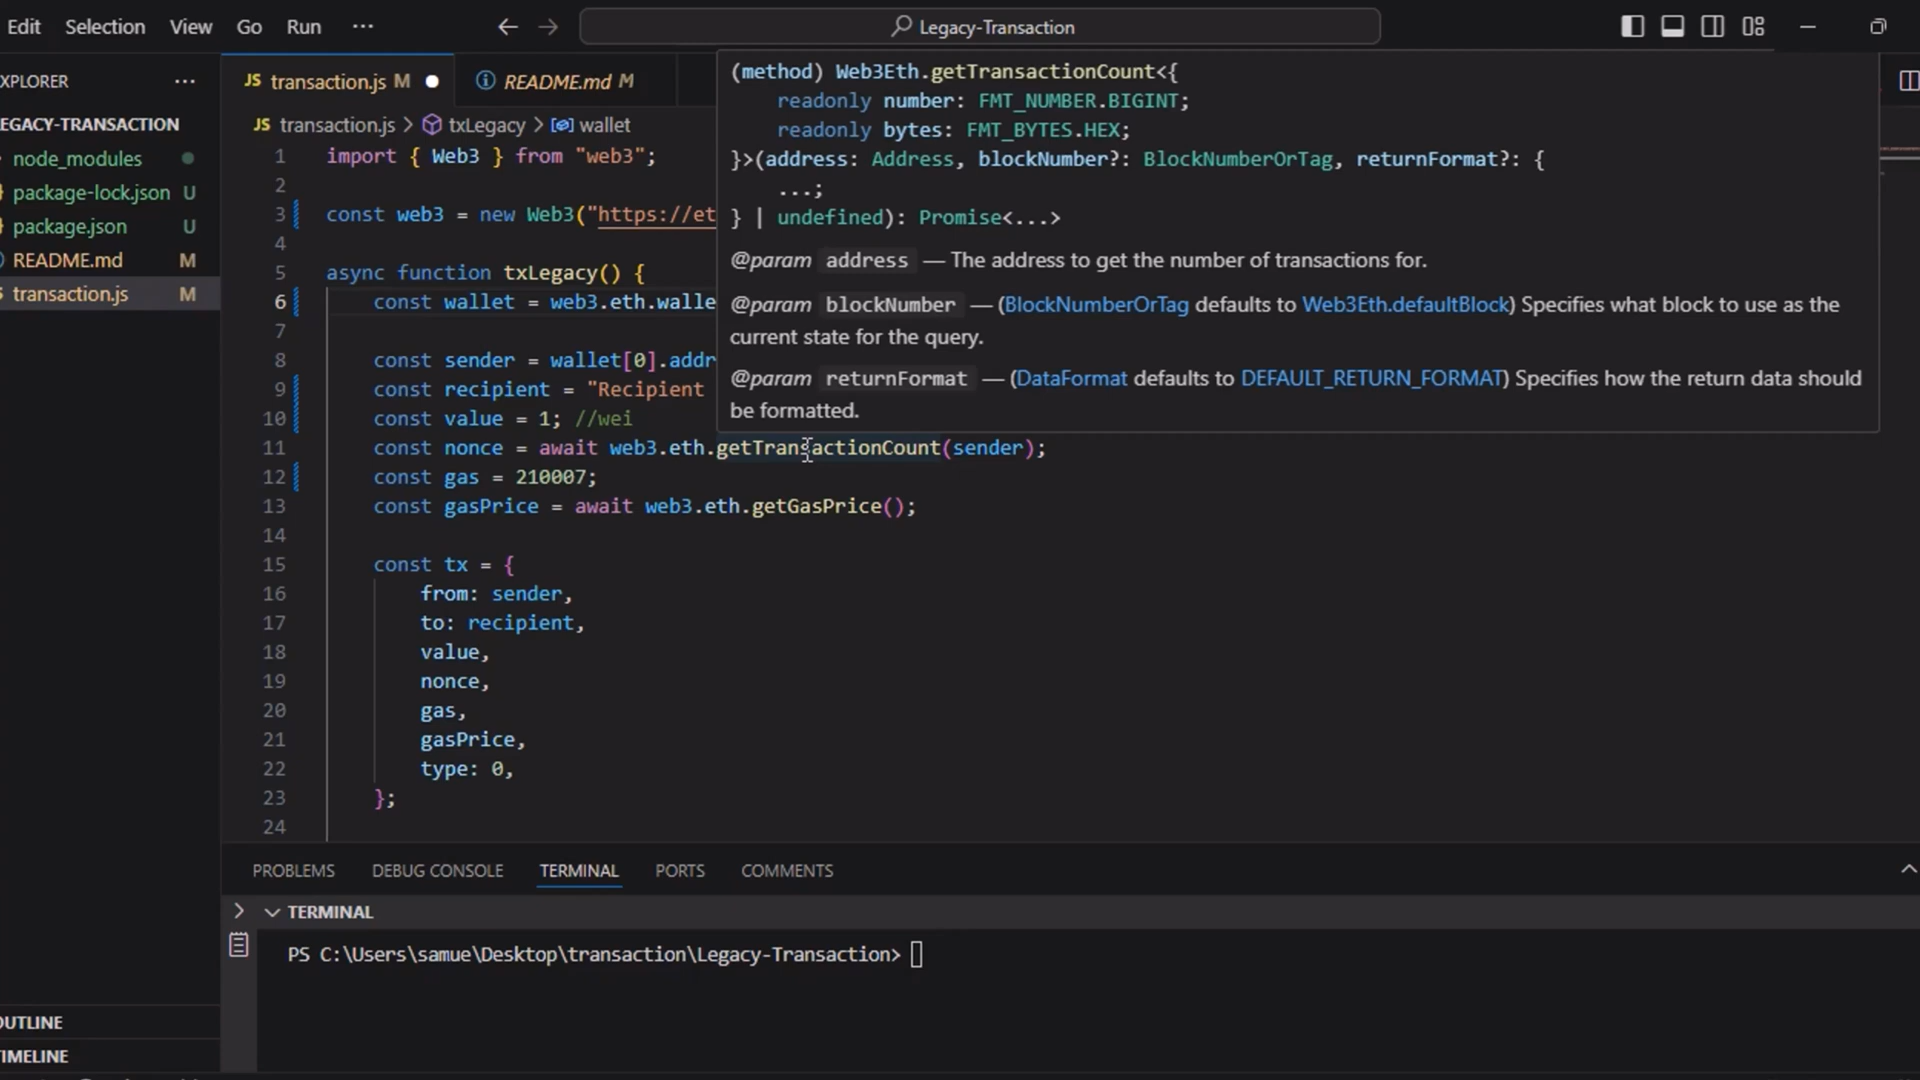 Edit Selection View Go Run ··· Legacy-Transaction
XPLORER ···
EGACY-TRANSACTION
node_modules
package-lock.json U
package.json U
README.md M
transaction.js M
OUTLINE
TIMELINE
JS transaction.js M README.md M
JS transaction.js > txLegacy > wallet
1 import { Web3 } from "web3";
2
3 const web3 = new Web3("https://et
4
5 async function txLegacy() {
6 const wallet = web3.eth.walle
7
8 const sender = wallet[0].addr
9 const recipient = "Recipient
10 const value = 1; //wei
11 const nonce = await web3.eth.getTransactionCount(sender);
12 const gas = 210007;
13 const gasPrice = await web3.eth.getGasPrice();
14
15 const tx = {
16 from: sender,
17 to: recipient,
18 value,
19 nonce,
20 gas,
21 gasPrice,
22 type: 0,
23 };
24
(method) Web3Eth.getTransactionCount<{
readonly number: FMT_NUMBER.BIGINT;
readonly bytes: FMT_BYTES.HEX;
}>(address: Address, blockNumber?: BlockNumberOrTag, returnFormat?: {
...;
} | undefined): Promise<...>
@param address — The address to get the number of transactions for.
@param blockNumber — (BlockNumberOrTag defaults to Web3Eth.defaultBlock) Specifies what block to use as the
current state for the query.
@param returnFormat — (DataFormat defaults to DEFAULT_RETURN_FORMAT) Specifies how the return data should
be formatted.
PROBLEMS DEBUG CONSOLE TERMINAL PORTS COMMENTS
TERMINAL
PS C:\Users\samue\Desktop\transaction\Legacy-Transaction>